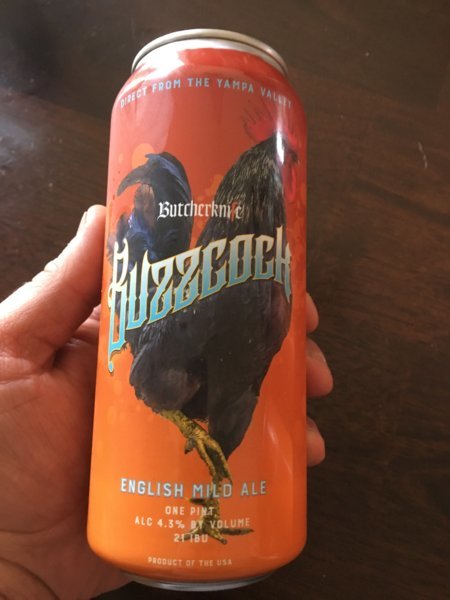 DIRECT FROM THE YAMPA VALLEY
Butcherknife
BUZZCOCK
ENGLISH MILD ALE
ONE PINT
ALC 4.3% BY VOLUME
21 IBU
PRODUCT OF THE USA